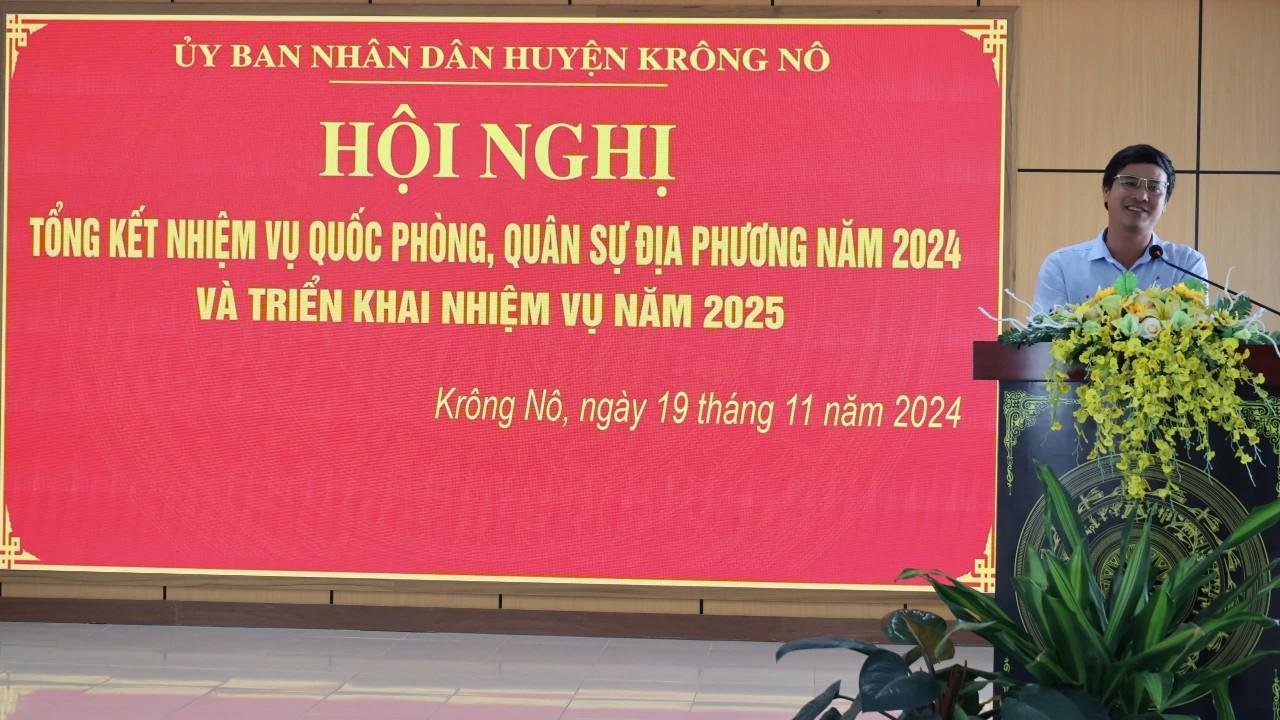 ỦY BAN NHÂN DÂN HUYỆN KRÔNG NÔ
HỘI NGHỊ
TỔNG KẾT NHIỆM VỤ QUỐC PHÒNG, QUÂN SỰ ĐỊA PHƯƠNG NĂM 2024
VÀ TRIỂN KHAI NHIỆM VỤ NĂM 2025
Krông Nô, ngày 19 tháng 11 năm 2024